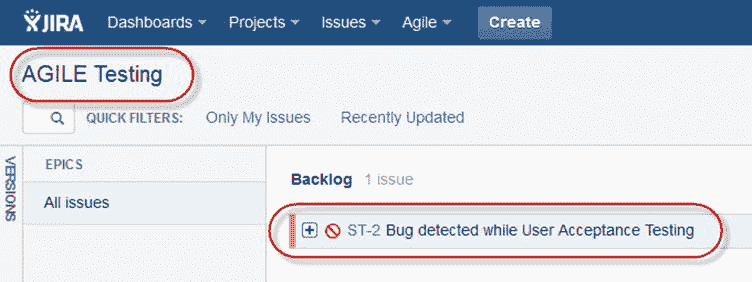 JIRA Dashboards Projects Issues Agile Create
AGILE Testing
QUICK FILTERS: Only My Issues Recently Updated
VERSIONS
EPICS
All issues
Backlog 1 issue
ST-2 Bug detected while User Acceptance Testing